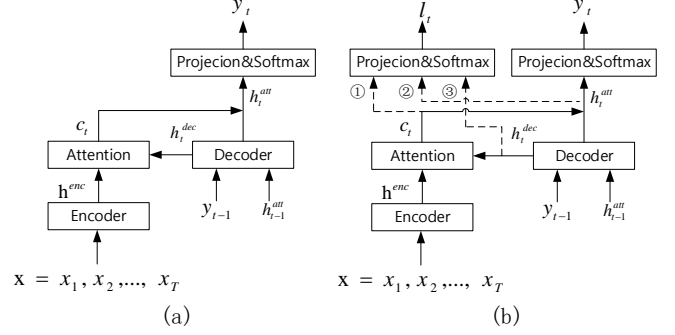 y_t
Projecion&Softmax
h_t^{att}
c_t
h_t^{dec}
Attention
Decoder
h^{enc}
Encoder
y_{t-1}
h_{t-1}^{att}
x = x_1, x_2,..., x_T
(a)
l_t
y_t
Projecion&Softmax
Projecion&Softmax
① ② ③
h_t^{att}
c_t
h_t^{dec}
Attention
Decoder
h^{enc}
Encoder
y_{t-1}
h_{t-1}^{att}
x = x_1, x_2,..., x_T
(b)